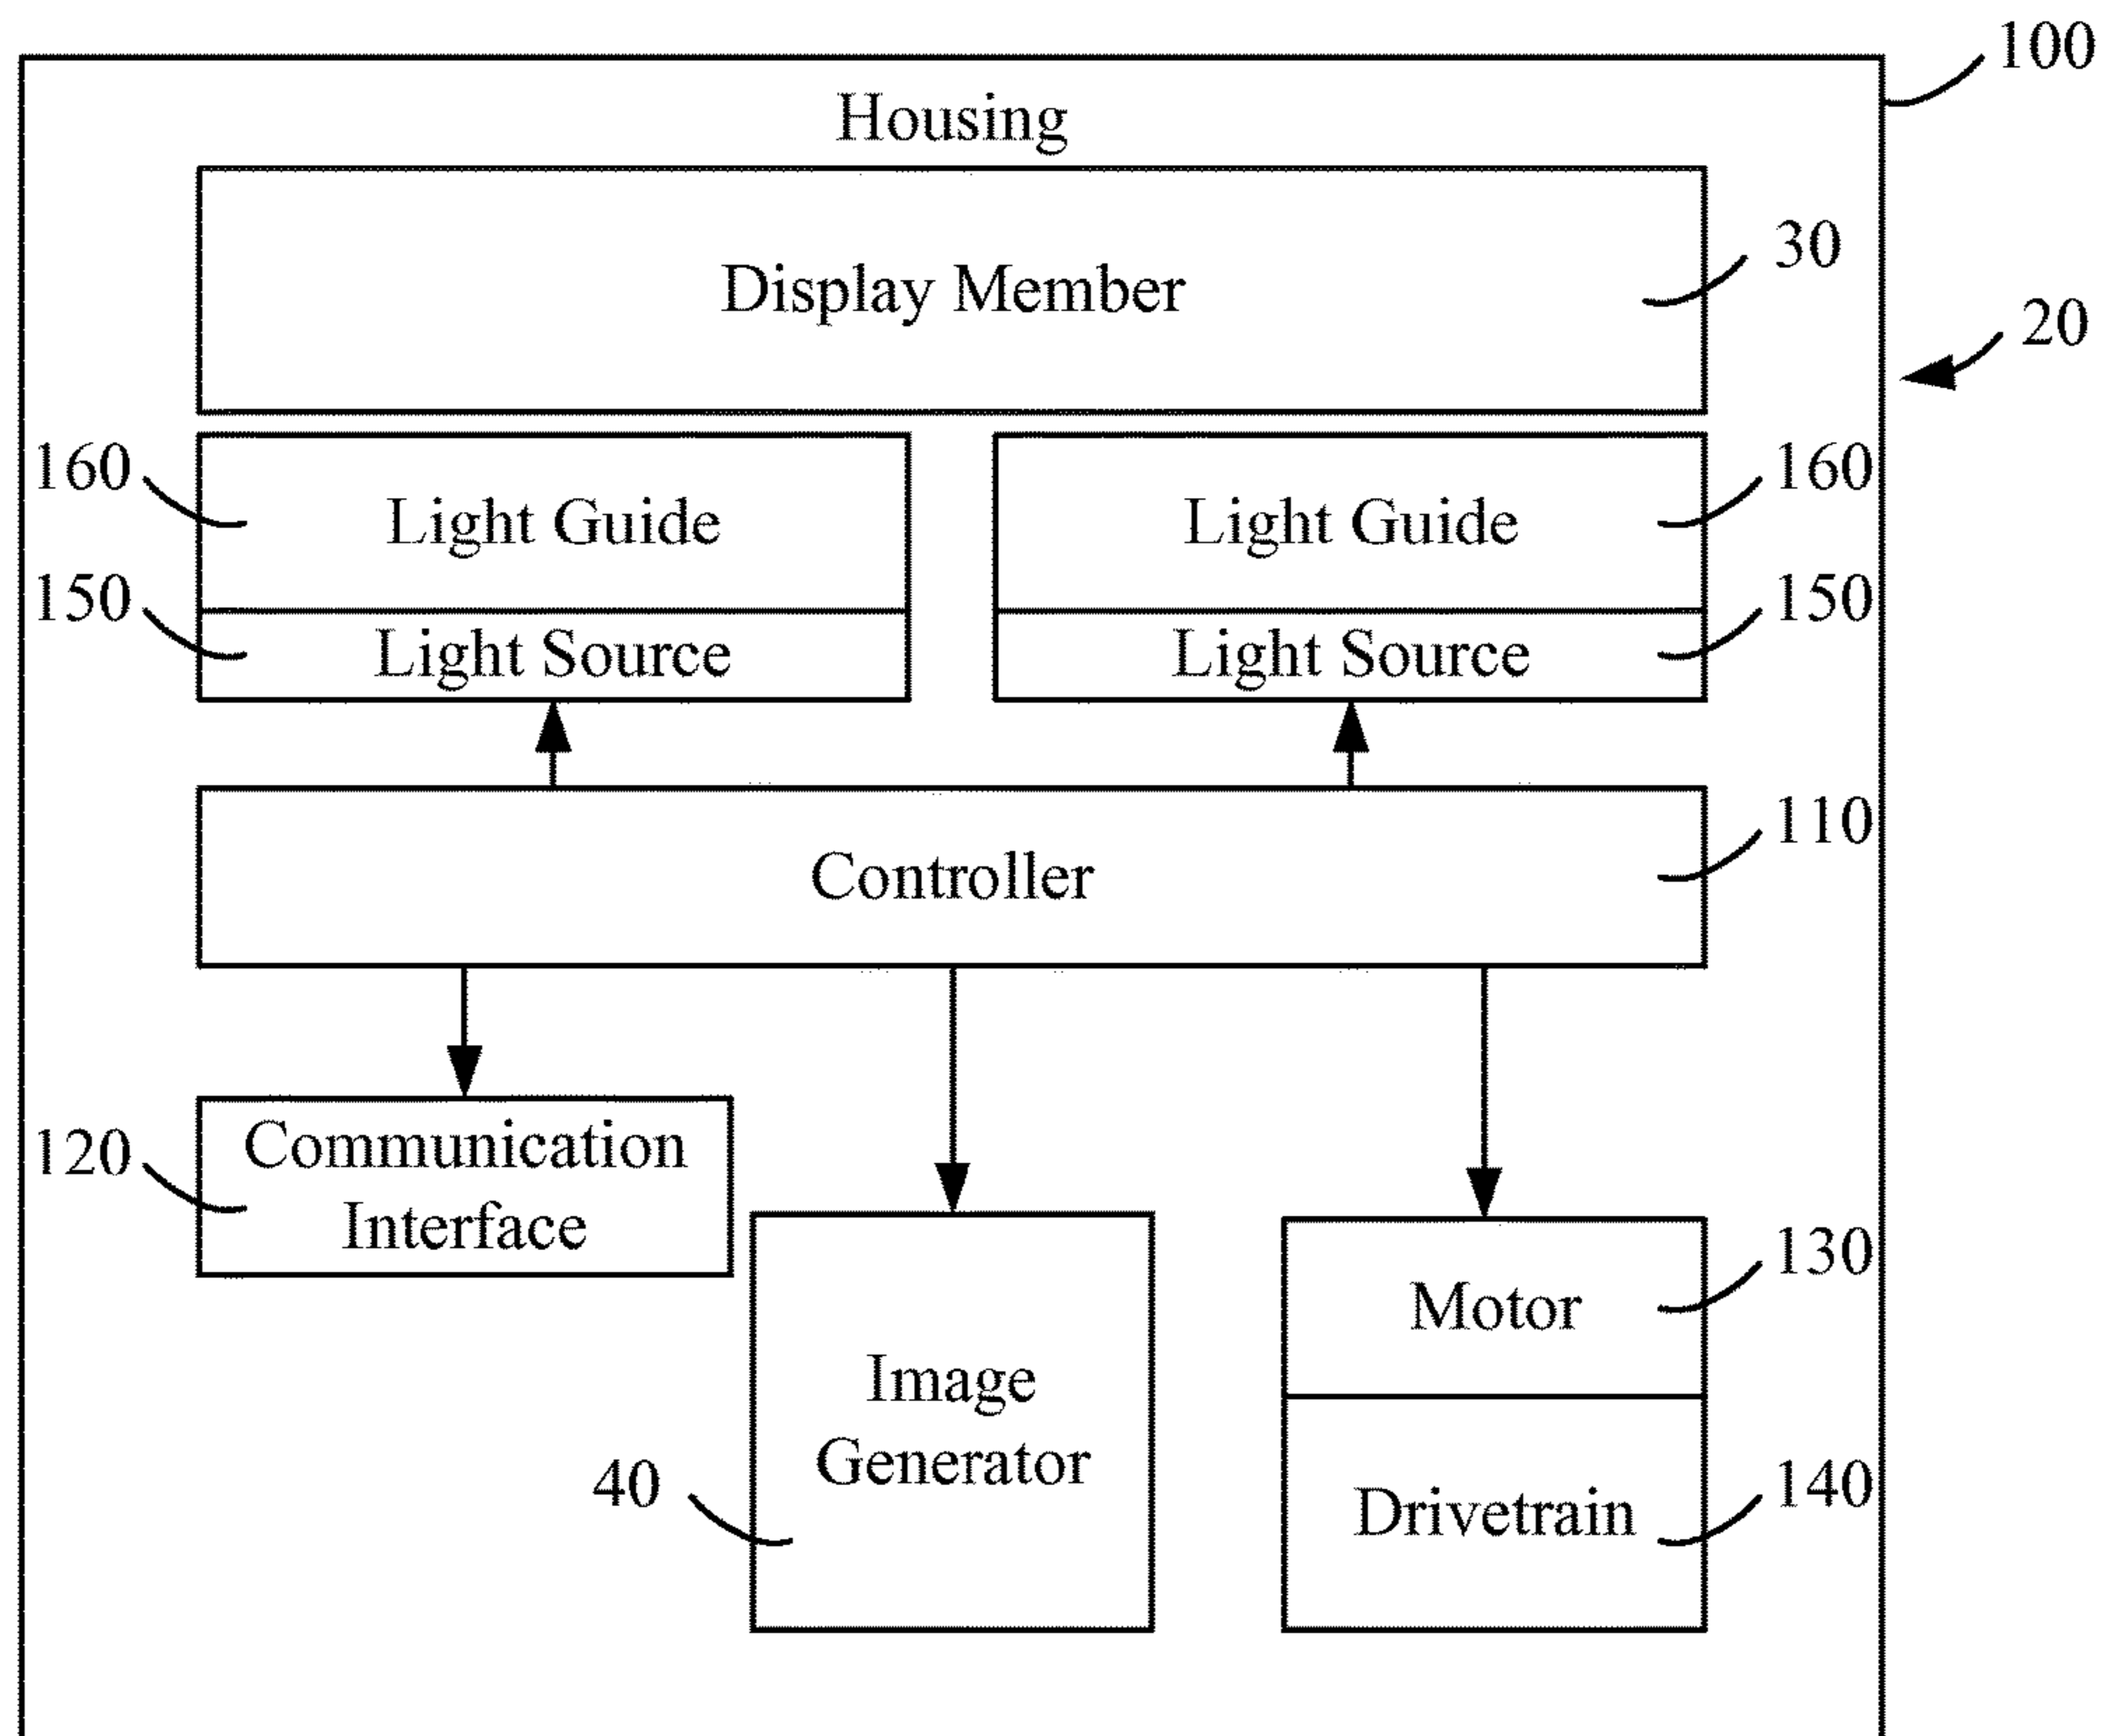 100
Housing
30
Display Member
20
160
Light Guide
Light Guide
160
150
Light Source
Light Source
150
110
Controller
120
Communication
Interface
130
Motor
Image
Generator
40
140
Drivetrain